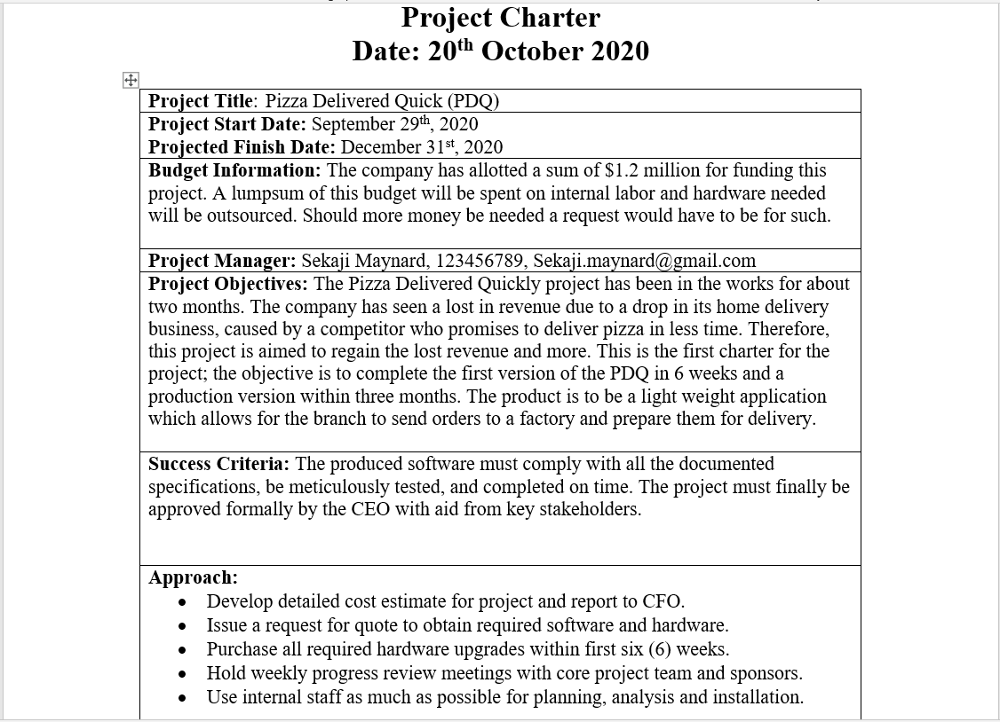 Project Charter
Date: 20th October 2020
Project Title: Pizza Delivered Quick (PDQ)
Project Start Date: September 29th, 2020
Projected Finish Date: December 31st, 2020
Budget Information: The company has allotted a sum of $1.2 million for funding this
project. A lumpsum of this budget will be spent on internal labor and hardware needed
will be outsourced. Should more money be needed a request would have to be for such.
Project Manager: Sekaji Maynard, 123456789, Sekaji.maynard@gmail.com
Project Objectives: The Pizza Delivered Quickly project has been in the works for about
two months. The company has seen a lost in revenue due to a drop in its home delivery
business, caused by a competitor who promises to deliver pizza in less time. Therefore,
this project is aimed to regain the lost revenue and more. This is the first charter for the
project; the objective is to complete the first version of the PDQ in 6 weeks and a
production version within three months. The product is to be a light weight application
which allows for the branch to send orders to a factory and prepare them for delivery.
Success Criteria: The produced software must comply with all the documented
specifications, be meticulously tested, and completed on time. The project must finally be
approved formally by the CEO with aid from key stakeholders.
Approach:
• Develop detailed cost estimate for project and report to CFO.
• Issue a request for quote to obtain required software and hardware.
• Purchase all required hardware upgrades within first six (6) weeks.
• Hold weekly progress review meetings with core project team and sponsors.
• Use internal staff as much as possible for planning, analysis and installation.